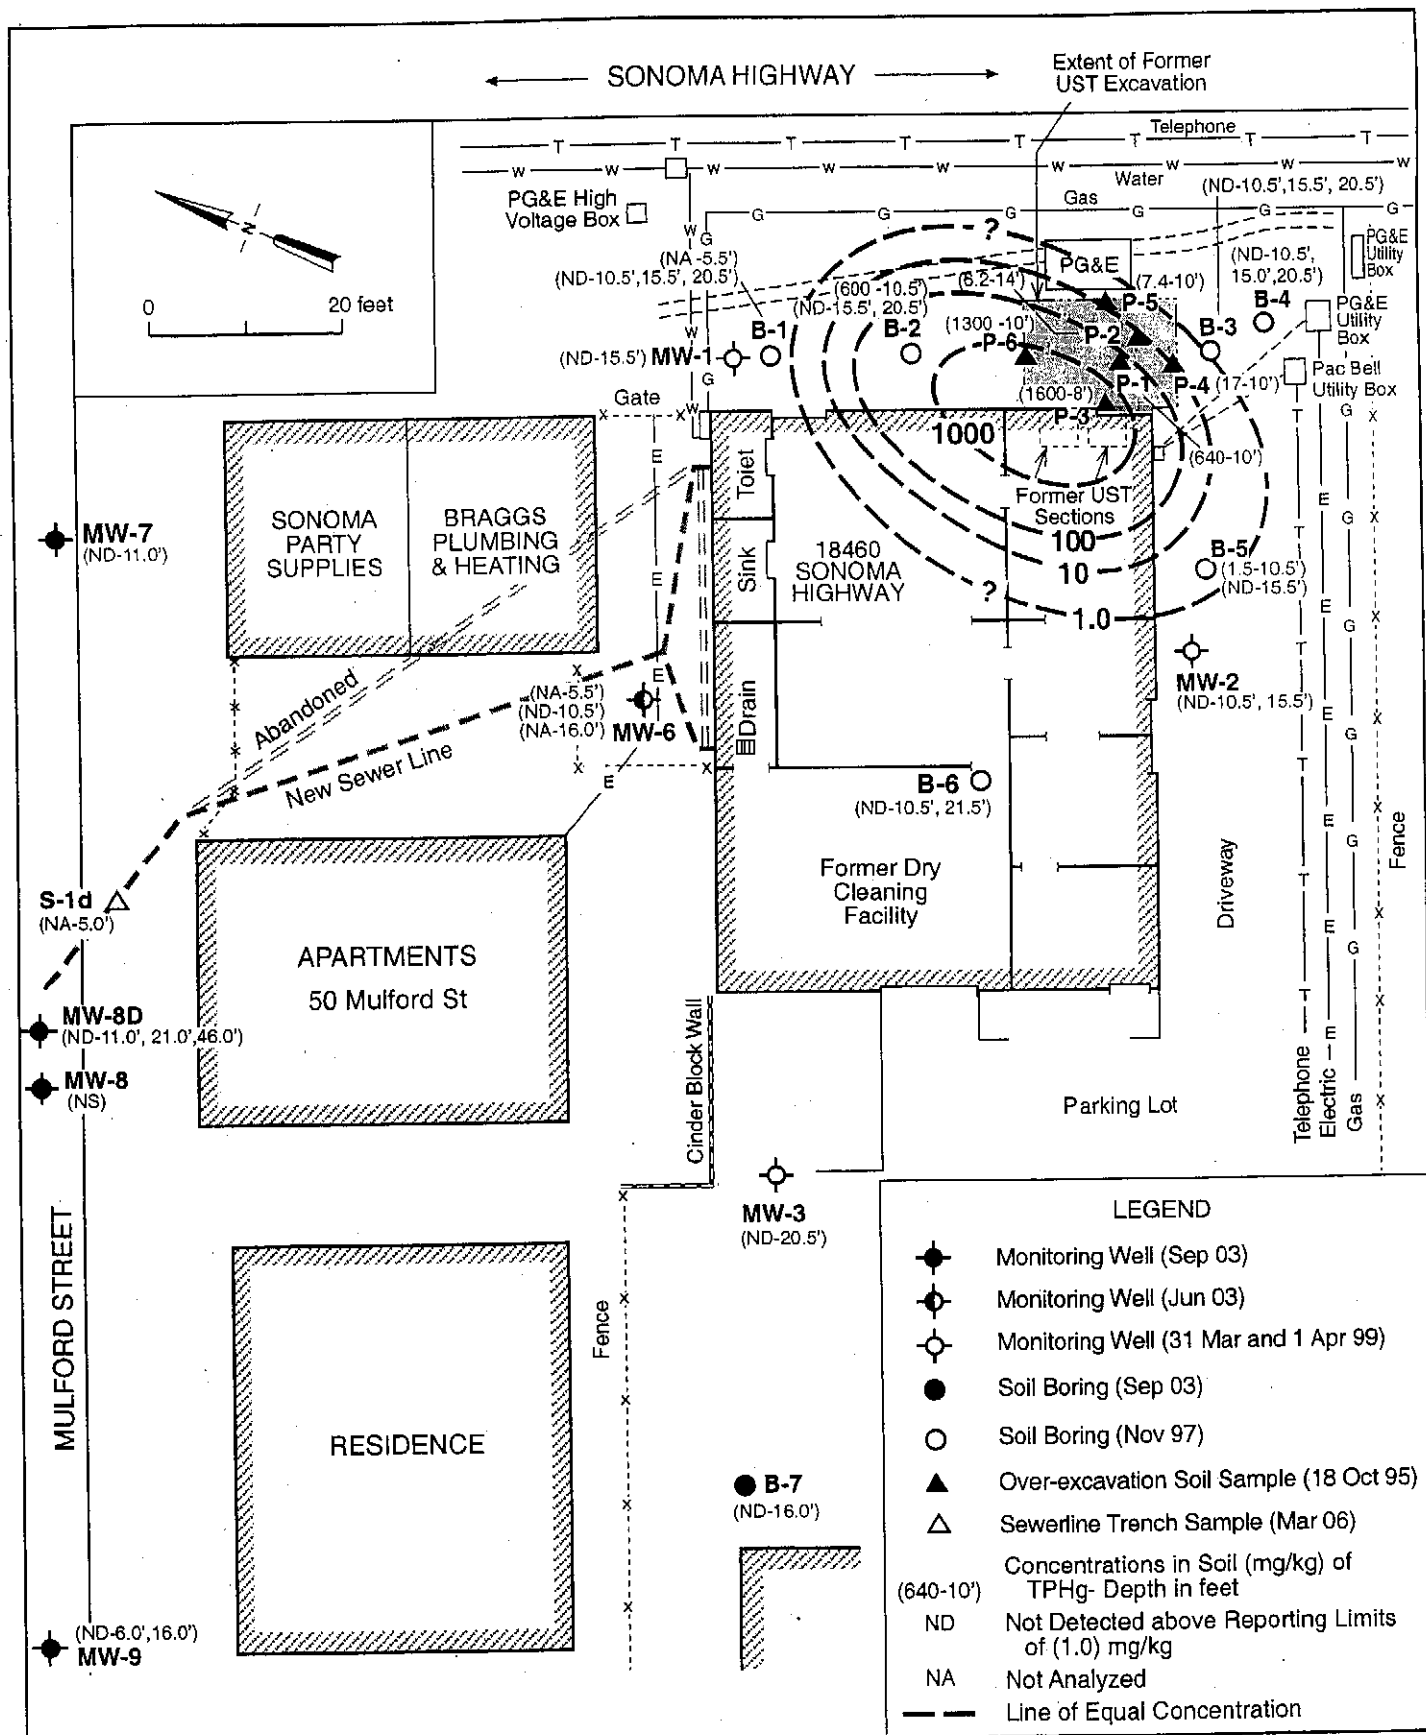 SONOMA HIGHWAY
Extent of Former
UST Excavation
Telephone
T T T T T T T T
W W W W W W W W W
Water
(ND-10.5',15.5', 20.5')
PG&E High
Voltage Box
Gas
G G G G G G
N
0 20 feet
W
G
(NA -5.5')
(ND-10.5',15.5', 20.5')
?
PG&E
(ND-10.5',
15.0',20.5')
PG&E
Utility
Box
(600 -10.5')
(ND-15.5', 20.5')
(6.2-14')
(7.4-10')
P-5
B-4
PG&E
Utility
Box
B-1
B-2
(1300 -10')
P-6
P-2
B-3
(ND-15.5') MW-1
W
G
P-1
P-4
(17-10')
Pac Bell
Utility Box
(1600-8')
P-3
Gate
x x
W
1000
(640-10')
Toiet
Former UST
Sections
SONOMA
PARTY
SUPPLIES
BRAGGS
PLUMBING
& HEATING
MW-7
(ND-11.0')
E
E
Sink
18460
SONOMA
HIGHWAY
100
10
1.0
?
B-5
(1.5-10.5')
(ND-15.5')
Abandoned
New Sewer Line
(NA-5.5')
(ND-10.5')
(NA-16.0')
MW-6
E
E
Drain
MW-2
(ND-10.5', 15.5')
B-6
(ND-10.5', 21.5')
Former Dry
Cleaning
Facility
Driveway
Fence
S-1d
(NA-5.0')
APARTMENTS
50 Mulford St
MW-8D
(ND-11.0', 21.0',46.0')
MW-8
(NS)
Cinder Block Wall
Parking Lot
Telephone
Electric
Gas
MW-3
(ND-20.5')
MULFORD STREET
Fence
RESIDENCE
B-7
(ND-16.0')
(ND-6.0',16.0')
MW-9
LEGEND
Monitoring Well (Sep 03)
Monitoring Well (Jun 03)
Monitoring Well (31 Mar and 1 Apr 99)
Soil Boring (Sep 03)
Soil Boring (Nov 97)
Over-excavation Soil Sample (18 Oct 95)
Sewerline Trench Sample (Mar 06)
(640-10') Concentrations in Soil (mg/kg) of
TPHg- Depth in feet
ND Not Detected above Reporting Limits
of (1.0) mg/kg
NA Not Analyzed
Line of Equal Concentration